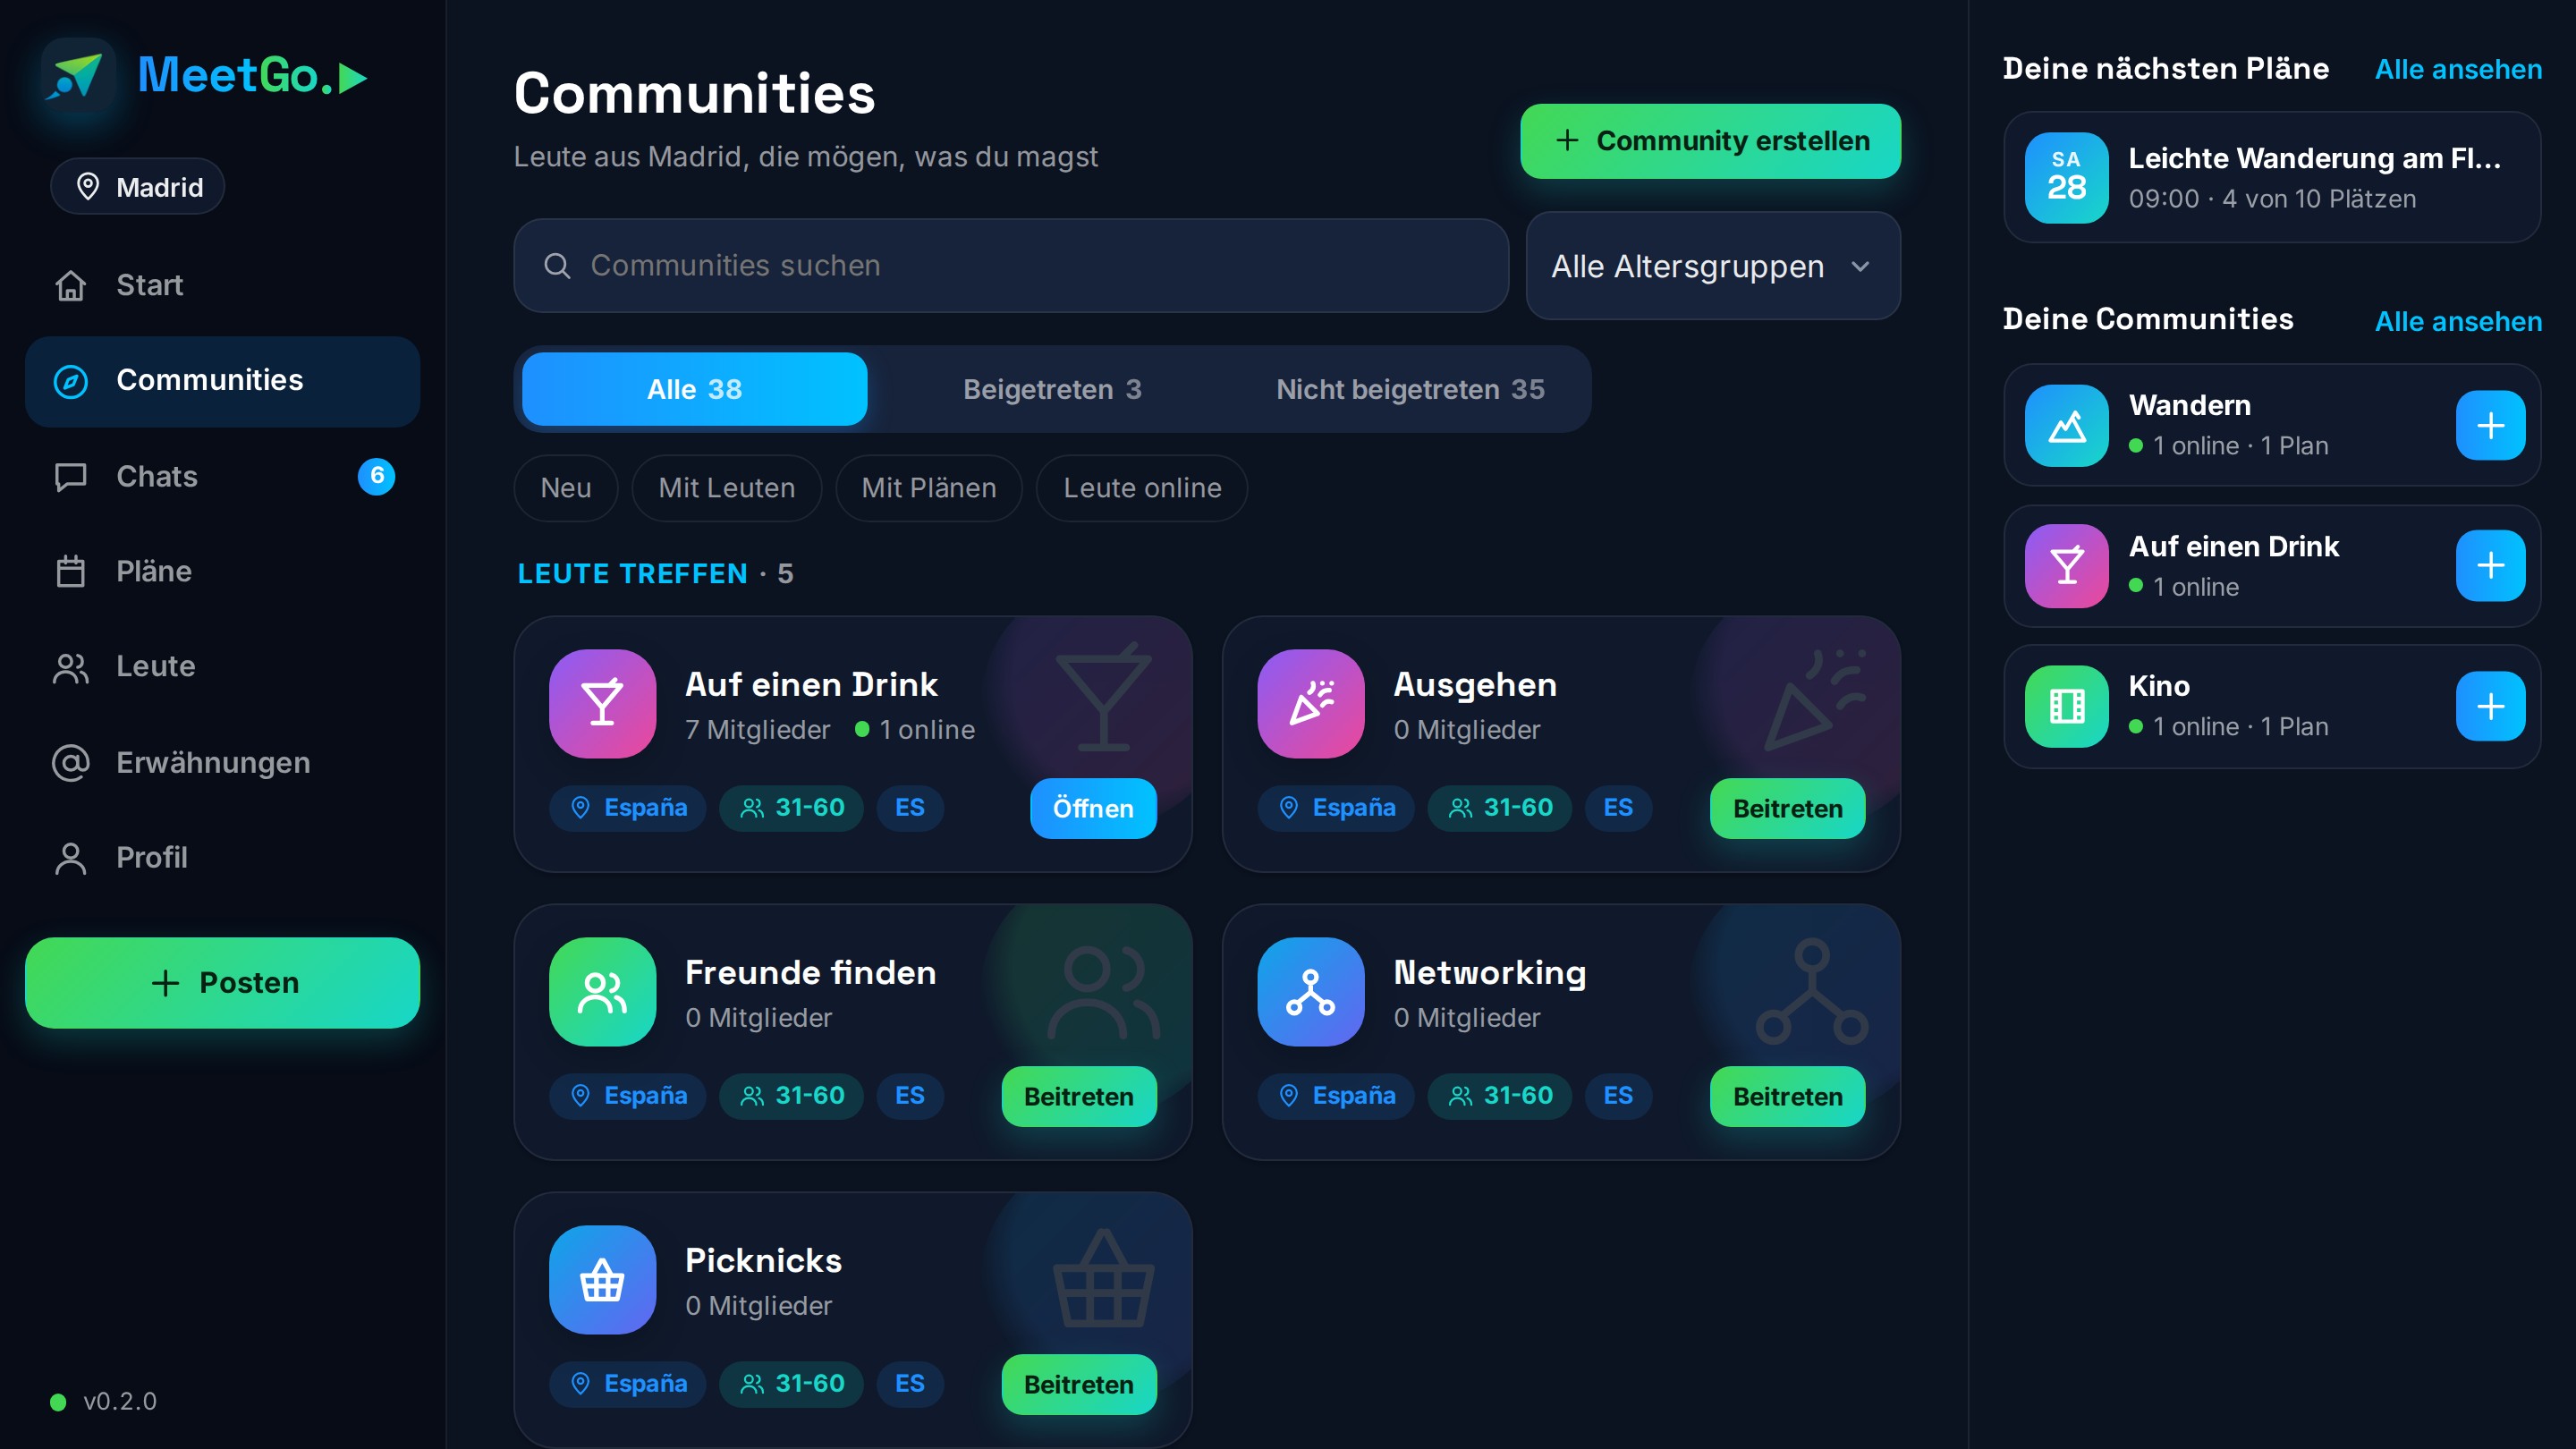 MeetGo.
Madrid
Start
Communities
Chats 6
Pläne
Leute
Erwähnungen
Profil
+ Posten
v0.2.0
Communities
Leute aus Madrid, die mögen, was du magst
+ Community erstellen
Communities suchen
Alle Altersgruppen
Alle 38
Beigetreten 3
Nicht beigetreten 35
Neu
Mit Leuten
Mit Plänen
Leute online
LEUTE TREFFEN · 5
Auf einen Drink
7 Mitglieder 1 online
España 31-60 ES Öffnen
Ausgehen
0 Mitglieder
España 31-60 ES Beitreten
Freunde finden
0 Mitglieder
España 31-60 ES Beitreten
Networking
0 Mitglieder
España 31-60 ES Beitreten
Picknicks
0 Mitglieder
España 31-60 ES Beitreten
Deine nächsten Pläne Alle ansehen
SA
28
Leichte Wanderung am Fl...
09:00 · 4 von 10 Plätzen
Deine Communities Alle ansehen
Wandern
1 online · 1 Plan
Auf einen Drink
1 online
Kino
1 online · 1 Plan